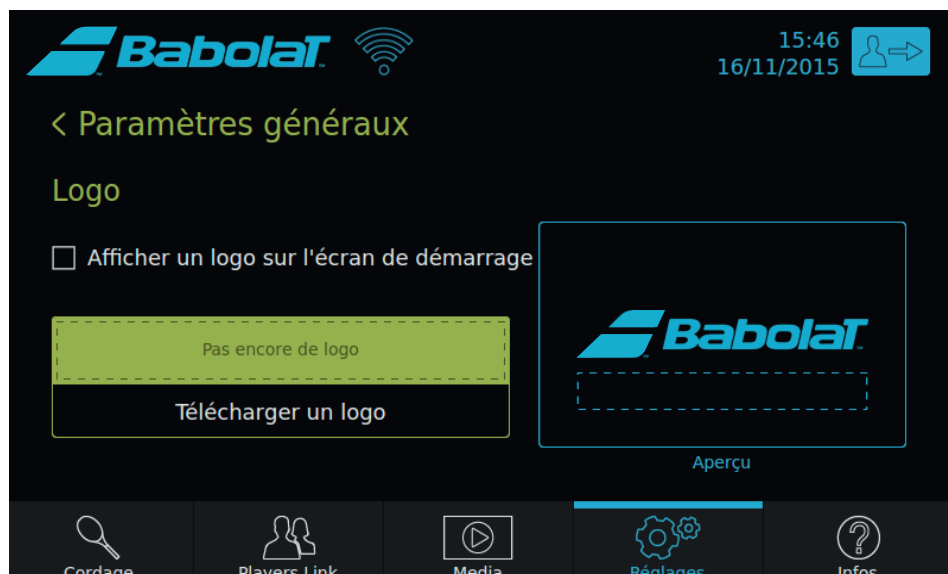 BabolaT
15:46
16/11/2015
< Paramètres généraux
Logo
Afficher un logo sur l'écran de démarrage
Pas encore de logo
Télécharger un logo
BabolaT
Aperçu
Cordage
Players Link
Media
Réglages
Infos